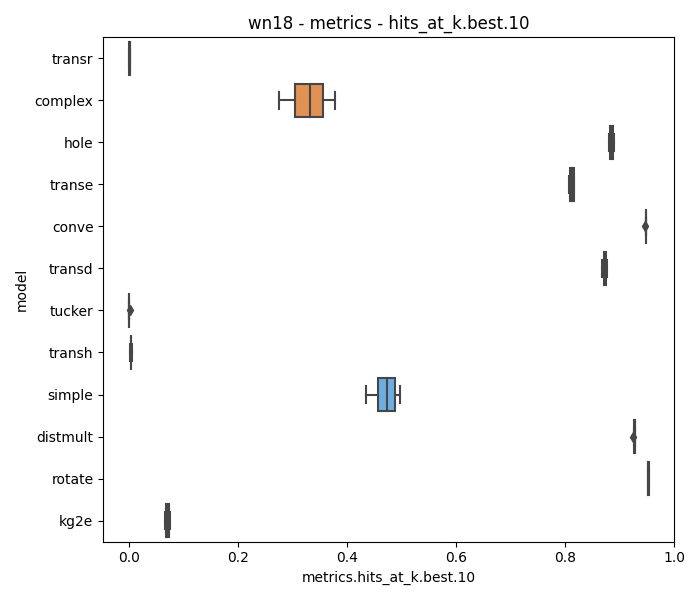 wn18 - metrics - hits_at_k.best.10
transr
complex
hole
transe
conve
transd
tucker
transh
simple
distmult
rotate
kg2e
model
0.0 0.2 0.4 0.6 0.8 1.0
metrics.hits_at_k.best.10